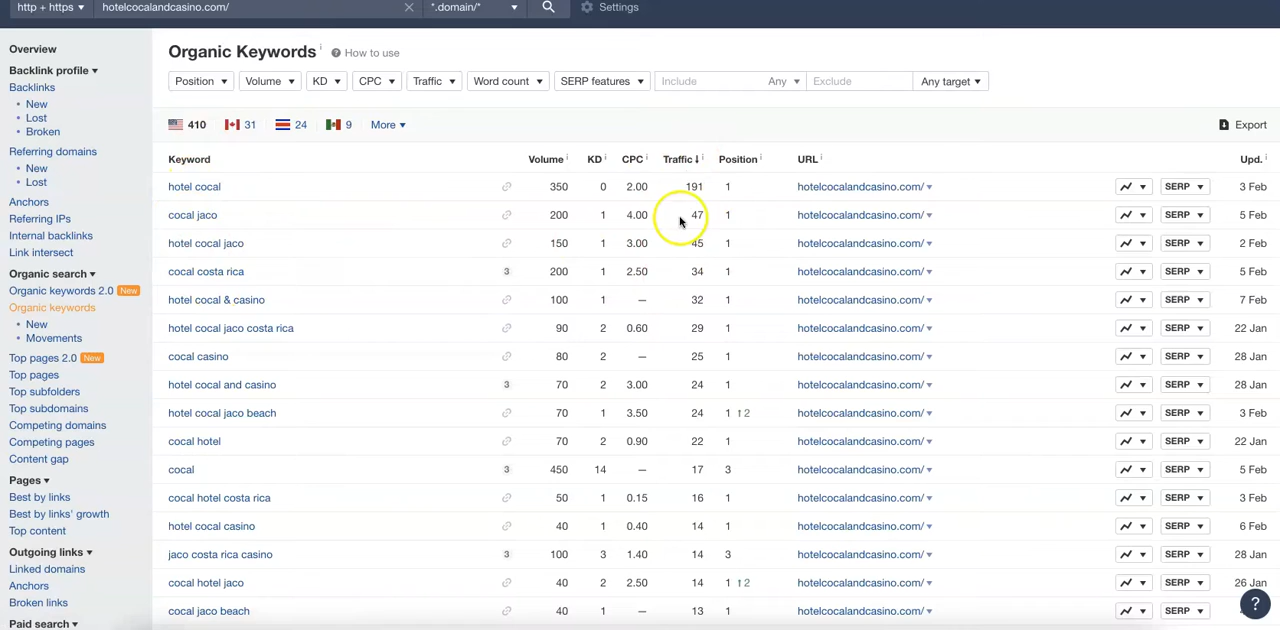 http + https ▾ hotelcocalandcasino.com/ × *.domain/* ▾ Settings
Overview
Backlink profile ▾
Backlinks
• New
• Lost
• Broken
Referring domains
• New
• Lost
Anchors
Referring IPs
Internal backlinks
Link intersect
Organic search ▾
Organic keywords 2.0 New
Organic keywords
• New
• Movements
Top pages 2.0 New
Top pages
Top subfolders
Top subdomains
Competing domains
Competing pages
Content gap
Pages ▾
Best by links
Best by links' growth
Top content
Outgoing links ▾
Linked domains
Anchors
Broken links
Paid search ▾
Organic Keywords i ? How to use
Position ▾ Volume ▾ KD ▾ CPC ▾ Traffic ▾ Word count ▾ SERP features ▾ Include Any ▾ Exclude Any target ▾
410 31 24 9 More ▾ Export
Keyword Volume i KD i CPC i Traffic ↓ i Position i URL i Upd. i
hotel cocal 350 0 2.00 191 1 hotelcocalandcasino.com/ ▾ SERP ▾ 3 Feb
cocal jaco 200 1 4.00 47 1 hotelcocalandcasino.com/ ▾ SERP ▾ 5 Feb
hotel cocal jaco 150 1 3.00 45 1 hotelcocalandcasino.com/ ▾ SERP ▾ 2 Feb
cocal costa rica 3 200 1 2.50 34 1 hotelcocalandcasino.com/ ▾ SERP ▾ 5 Feb
hotel cocal & casino 100 1 — 32 1 hotelcocalandcasino.com/ ▾ SERP ▾ 7 Feb
hotel cocal jaco costa rica 90 2 0.60 29 1 hotelcocalandcasino.com/ ▾ SERP ▾ 22 Jan
cocal casino 80 2 — 25 1 hotelcocalandcasino.com/ ▾ SERP ▾ 28 Jan
hotel cocal and casino 3 70 2 3.00 24 1 hotelcocalandcasino.com/ ▾ SERP ▾ 28 Jan
hotel cocal jaco beach 70 1 3.50 24 1 ↑2 hotelcocalandcasino.com/ ▾ SERP ▾ 3 Feb
cocal hotel 70 2 0.90 22 1 hotelcocalandcasino.com/ ▾ SERP ▾ 22 Jan
cocal 3 450 14 — 17 3 hotelcocalandcasino.com/ ▾ SERP ▾ 5 Feb
cocal hotel costa rica 50 1 0.15 16 1 hotelcocalandcasino.com/ ▾ SERP ▾ 3 Feb
hotel cocal casino 40 1 0.40 14 1 hotelcocalandcasino.com/ ▾ SERP ▾ 6 Feb
jaco costa rica casino 3 100 3 1.40 14 3 hotelcocalandcasino.com/ ▾ SERP ▾ 28 Jan
cocal hotel jaco 40 2 2.50 14 1 ↑2 hotelcocalandcasino.com/ ▾ SERP ▾ 26 Jan
cocal jaco beach 40 1 — 13 1 hotelcocalandcasino.com/ ▾ SERP ▾
?